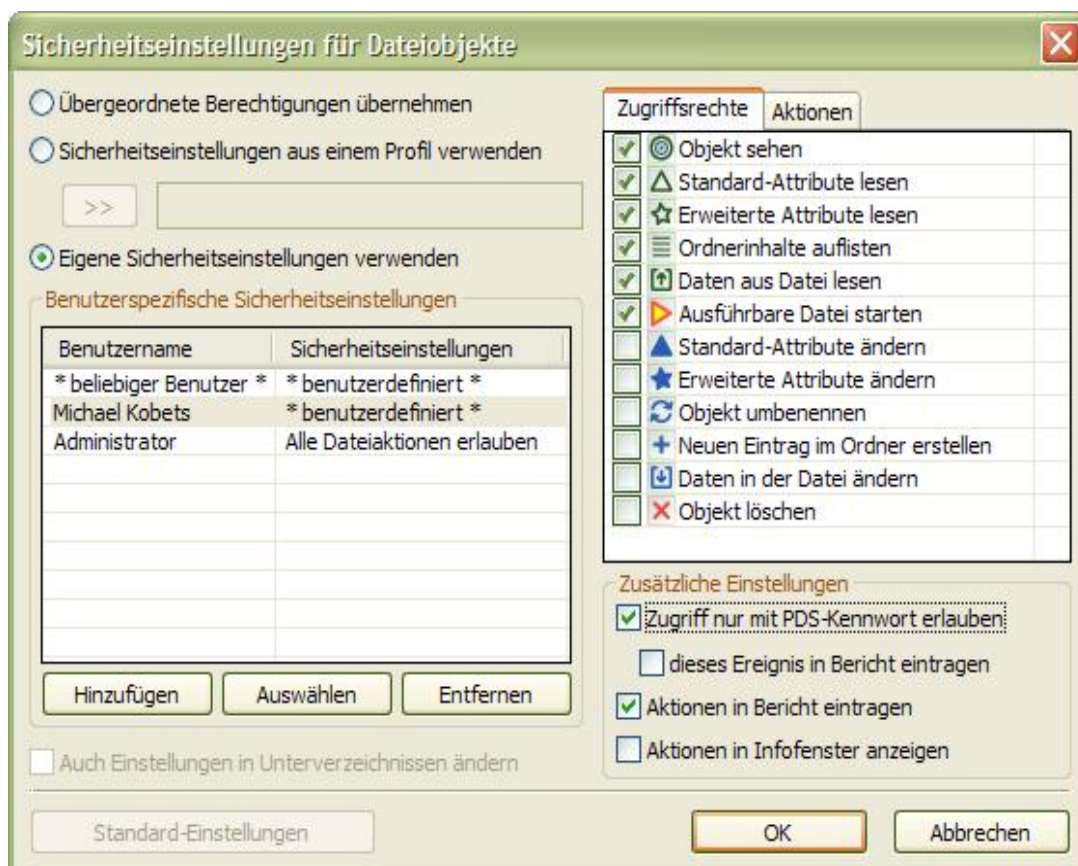 Sicherheitseinstellungen für Dateiobjekte
Übergeordnete Berechtigungen übernehmen
Sicherheitseinstellungen aus einem Profil verwenden
>>
Eigene Sicherheitseinstellungen verwenden
Benutzerspezifische Sicherheitseinstellungen
Benutzername Sicherheitseinstellungen
* beliebiger Benutzer * * benutzerdefiniert *
Michael Kobets * benutzerdefiniert *
Administrator Alle Dateiaktionen erlauben
Hinzufügen Auswählen Entfernen
Auch Einstellungen in Unterverzeichnissen ändern
Zugriffsrechte Aktionen
Objekt sehen
Standard-Attribute lesen
Erweiterte Attribute lesen
Ordnerinhalte auflisten
Daten aus Datei lesen
Ausführbare Datei starten
Standard-Attribute ändern
Erweiterte Attribute ändern
Objekt umbenennen
Neuen Eintrag im Ordner erstellen
Daten in der Datei ändern
Objekt löschen
Zusätzliche Einstellungen
Zugriff nur mit PDS-Kennwort erlauben
dieses Ereignis in Bericht eintragen
Aktionen in Bericht eintragen
Aktionen in Infofenster anzeigen
Standard-Einstellungen OK Abbrechen